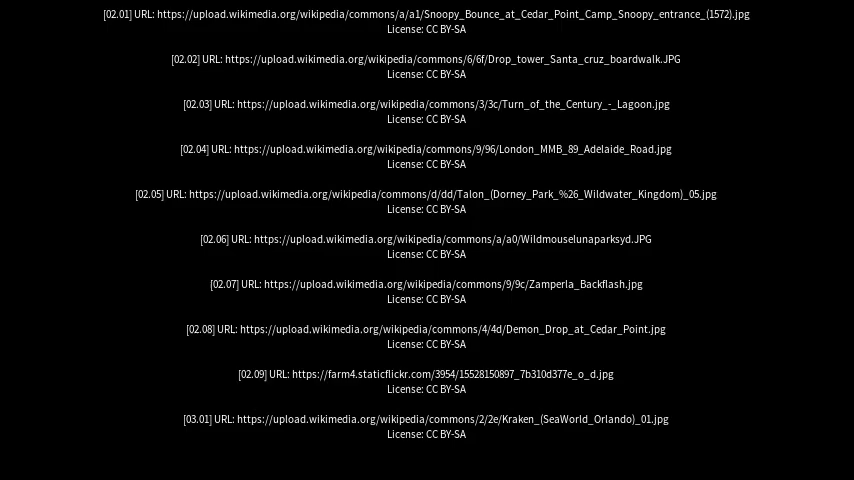 [02.01] URL: https://upload.wikimedia.org/wikipedia/commons/a/a1/Snoopy_Bounce_at_Cedar_Point_Camp_Snoopy_entrance_(1572).jpg
License: CC BY-SA
[02.02] URL: https://upload.wikimedia.org/wikipedia/commons/6/6f/Drop_tower_Santa_cruz_boardwalk.JPG
License: CC BY-SA
[02.03] URL: https://upload.wikimedia.org/wikipedia/commons/3/3c/Turn_of_the_Century_-_Lagoon.jpg
License: CC BY-SA
[02.04] URL: https://upload.wikimedia.org/wikipedia/commons/9/96/London_MMB_89_Adelaide_Road.jpg
License: CC BY-SA
[02.05] URL: https://upload.wikimedia.org/wikipedia/commons/d/dd/Talon_(Dorney_Park_%26_Wildwater_Kingdom)_05.jpg
License: CC BY-SA
[02.06] URL: https://upload.wikimedia.org/wikipedia/commons/a/a0/Wildmouselunaparksyd.JPG
License: CC BY-SA
[02.07] URL: https://upload.wikimedia.org/wikipedia/commons/9/9c/Zamperla_Backflash.jpg
License: CC BY-SA
[02.08] URL: https://upload.wikimedia.org/wikipedia/commons/4/4d/Demon_Drop_at_Cedar_Point.jpg
License: CC BY-SA
[02.09] URL: https://farm4.staticflickr.com/3954/15528150897_7b310d377e_o_d.jpg
License: CC BY-SA
[03.01] URL: https://upload.wikimedia.org/wikipedia/commons/2/2e/Kraken_(SeaWorld_Orlando)_01.jpg
License: CC BY-SA